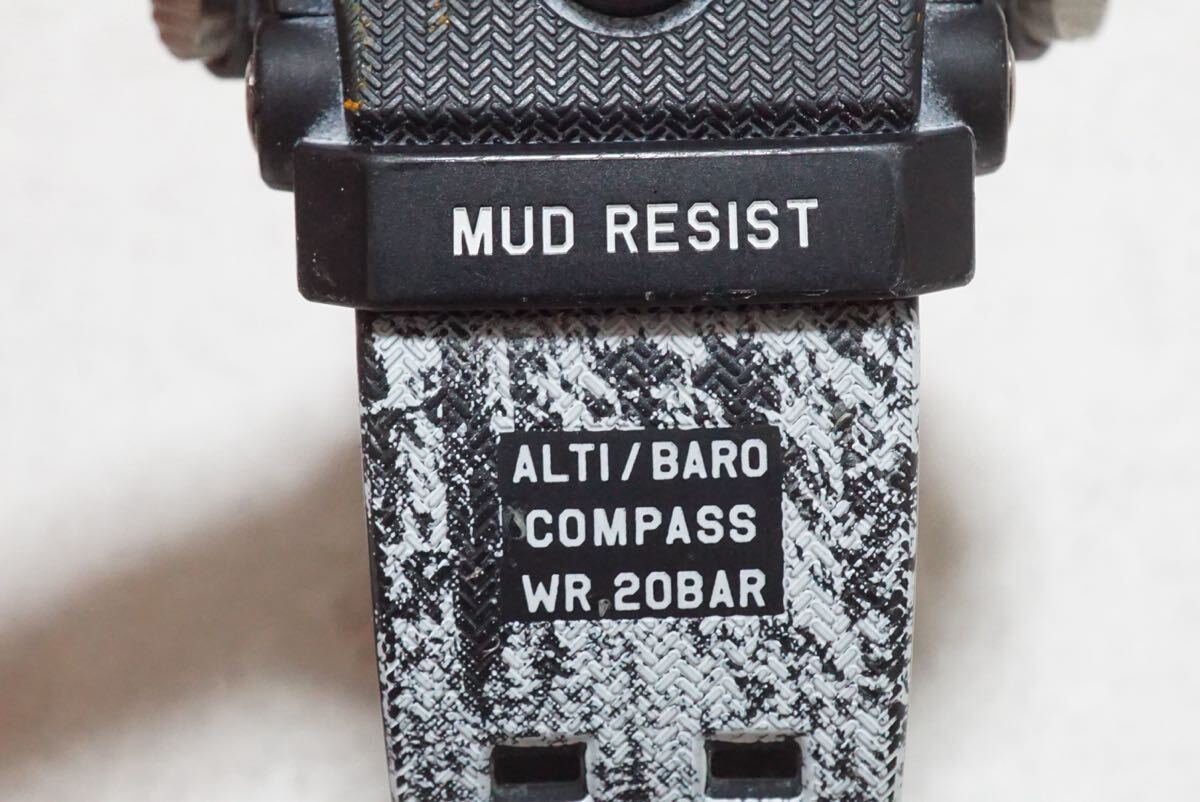 MUD RESIST
ALTI/BARO
COMPASS
WR 20BAR